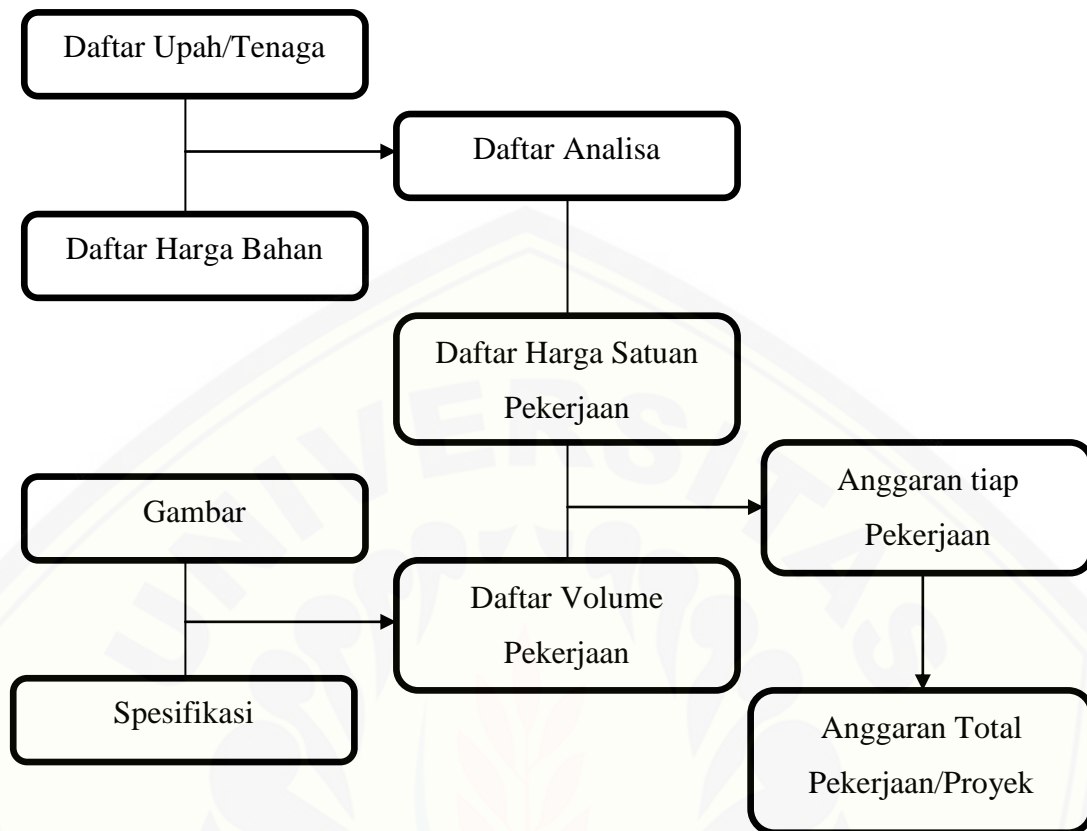 Daftar Upah/Tenaga
Daftar Analisa
Daftar Harga Bahan
Daftar Harga Satuan
Pekerjaan
Gambar
Anggaran tiap
Pekerjaan
Daftar Volume
Pekerjaan
Spesifikasi
Anggaran Total
Pekerjaan/Proyek
UNIVERSITAS